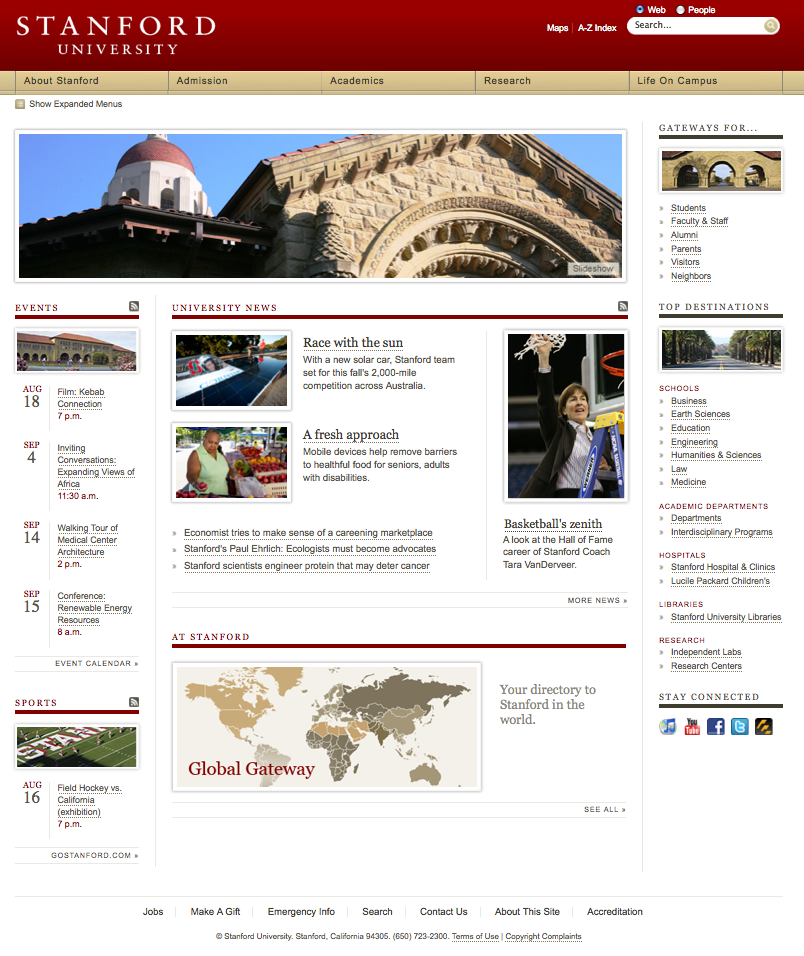 STANFORD
UNIVERSITY
Web People
Maps A-Z Index Search...
About Stanford Admission Academics Research Life On Campus
Show Expanded Menus
Slideshow
EVENTS
AUG
18
Film: Kebab
Connection
7 p.m.
SEP
4
Inviting
Conversations:
Expanding Views of
Africa
11:30 a.m.
SEP
14
Walking Tour of
Medical Center
Architecture
2 p.m.
SEP
15
Conference:
Renewable Energy
Resources
8 a.m.
EVENT CALENDAR »
SPORTS
AUG
16
Field Hockey vs.
California
(exhibition)
7 p.m.
GOSTANFORD.COM »
UNIVERSITY NEWS
Race with the sun
With a new solar car, Stanford team
set for this fall's 2,000-mile
competition across Australia.
A fresh approach
Mobile devices help remove barriers
to healthful food for seniors, adults
with disabilities.
» Economist tries to make sense of a careening marketplace
» Stanford's Paul Ehrlich: Ecologists must become advocates
» Stanford scientists engineer protein that may deter cancer
Basketball's zenith
A look at the Hall of Fame
career of Stanford Coach
Tara VanDerveer.
MORE NEWS »
AT STANFORD
Global Gateway
Your directory to
Stanford in the
world.
SEE ALL »
GATEWAYS FOR...
» Students
» Faculty & Staff
» Alumni
» Parents
» Visitors
» Neighbors
TOP DESTINATIONS
SCHOOLS
» Business
» Earth Sciences
» Education
» Engineering
» Humanities & Sciences
» Law
» Medicine
ACADEMIC DEPARTMENTS
» Departments
» Interdisciplinary Programs
HOSPITALS
» Stanford Hospital & Clinics
» Lucile Packard Children's
LIBRARIES
» Stanford University Libraries
RESEARCH
» Independent Labs
» Research Centers
STAY CONNECTED
You
Tube
f
t
Jobs Make A Gift Emergency Info Search Contact Us About This Site Accreditation
© Stanford University. Stanford, California 94305. (650) 723-2300. Terms of Use | Copyright Complaints